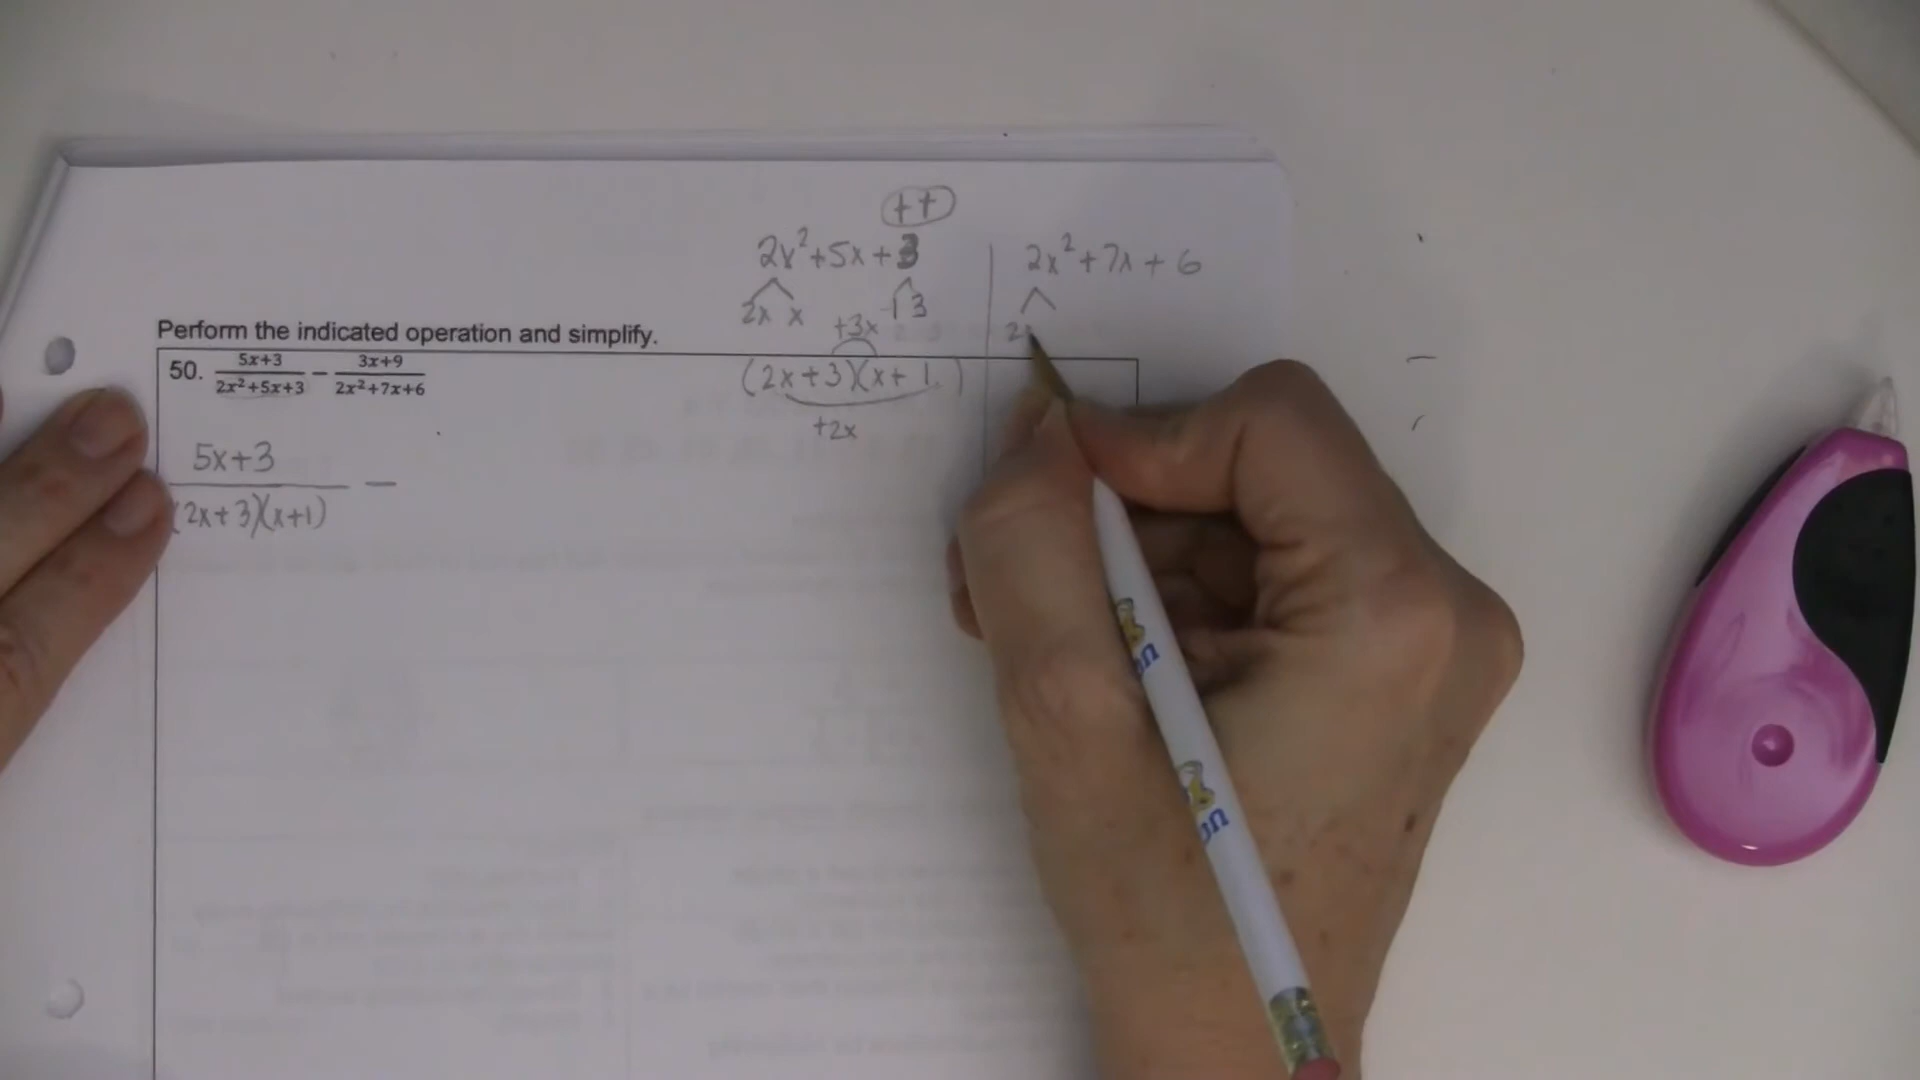 ++
2x²+5x+3
2x²+7x+6
2x x
1 3
+3x
Perform the indicated operation and simplify.
50. (5x+3)/(2x²+5x+3) − (3x+9)/(2x²+7x+6)
(2x+3)(x+1)
+2x
5x+3
−
(2x+3)(x+1)